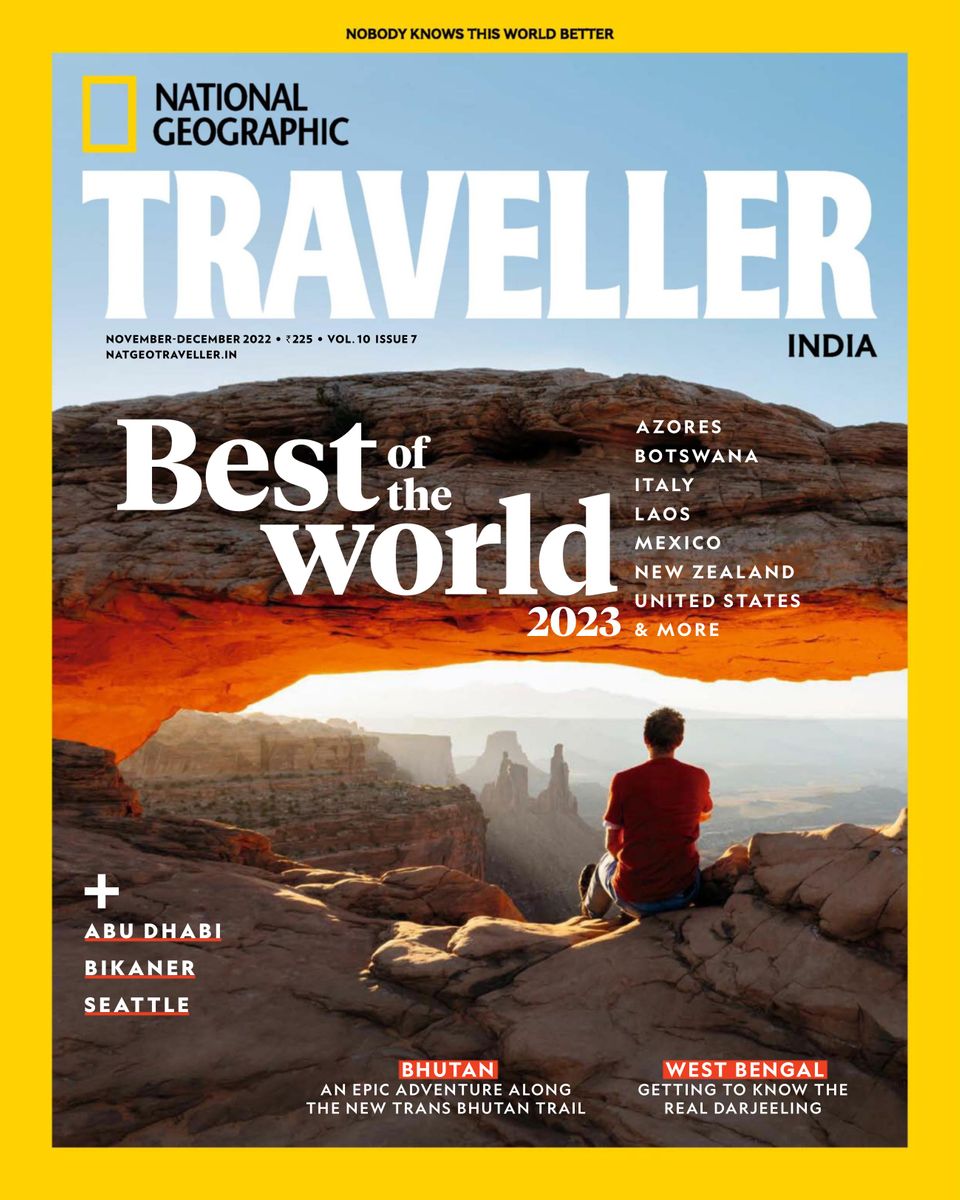 NOBODY KNOWS THIS WORLD BETTER
NATIONAL
GEOGRAPHIC
TRAVELLER
INDIA
NOVEMBER-DECEMBER 2022 • ₹225 • VOL. 10 ISSUE 7
NATGEOTRAVELLER.IN
Best of the
world
2023
AZORES
BOTSWANA
ITALY
LAOS
MEXICO
NEW ZEALAND
UNITED STATES
& MORE
+
ABU DHABI
BIKANER
SEATTLE
BHUTAN
AN EPIC ADVENTURE ALONG
THE NEW TRANS BHUTAN TRAIL
WEST BENGAL
GETTING TO KNOW THE
REAL DARJEELING